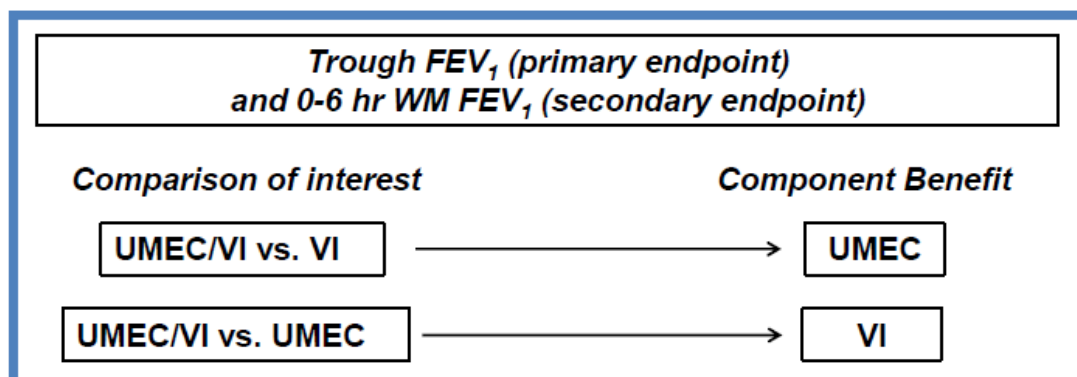 Trough FEV1 (primary endpoint)
and 0-6 hr WM FEV1 (secondary endpoint)
Comparison of interest Component Benefit
UMEC/VI vs. VI UMEC
UMEC/VI vs. UMEC VI